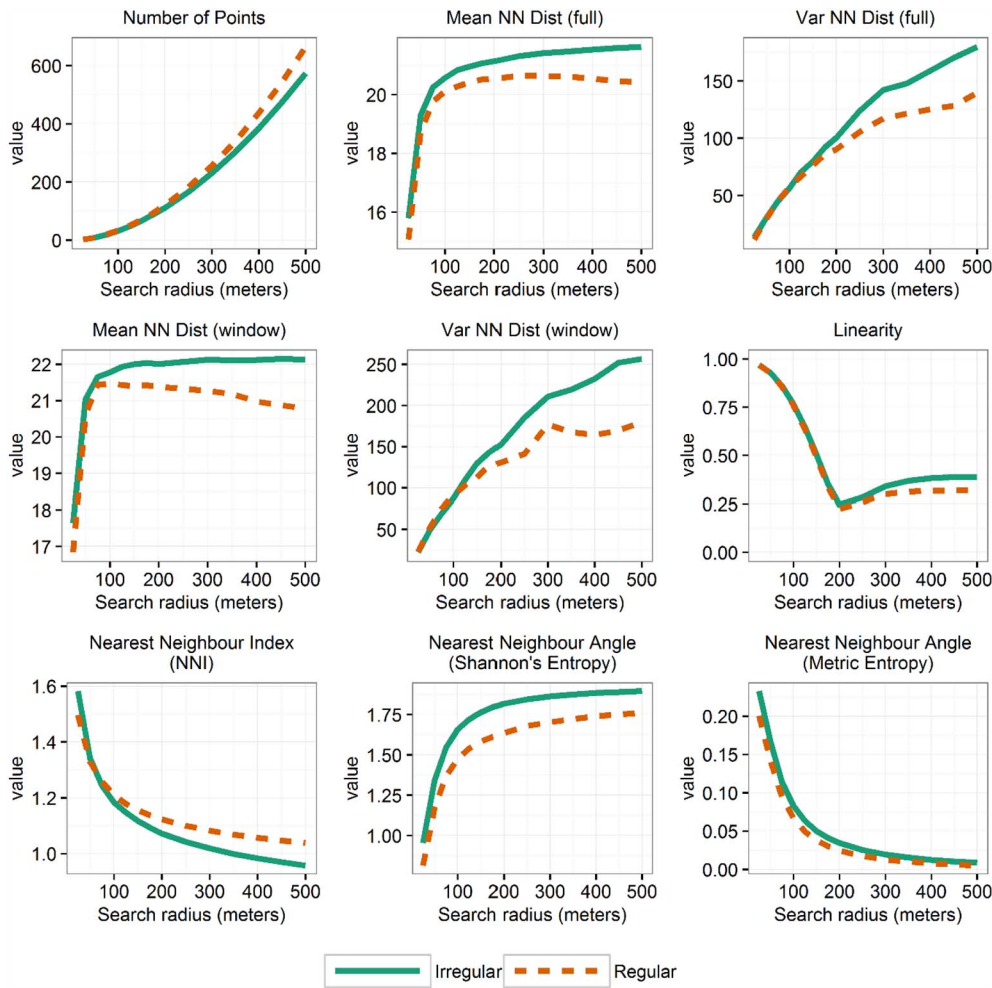 Number of Points
Mean NN Dist (full)
Var NN Dist (full)
value
600
400
200
0
100 200 300 400 500
Search radius (meters)
value
20
18
16
100 200 300 400 500
Search radius (meters)
value
150
100
50
100 200 300 400 500
Search radius (meters)
Mean NN Dist (window)
Var NN Dist (window)
Linearity
value
22
21
20
19
18
17
100 200 300 400 500
Search radius (meters)
value
250
200
150
100
50
100 200 300 400 500
Search radius (meters)
value
1.00
0.75
0.50
0.25
0.00
100 200 300 400 500
Search radius (meters)
Nearest Neighbour Index
(NNI)
Nearest Neighbour Angle
(Shannon's Entropy)
Nearest Neighbour Angle
(Metric Entropy)
value
1.6
1.4
1.2
1.0
100 200 300 400 500
Search radius (meters)
value
1.75
1.50
1.25
1.00
100 200 300 400 500
Search radius (meters)
value
0.20
0.15
0.10
0.05
0.00
100 200 300 400 500
Search radius (meters)
Irregular
Regular